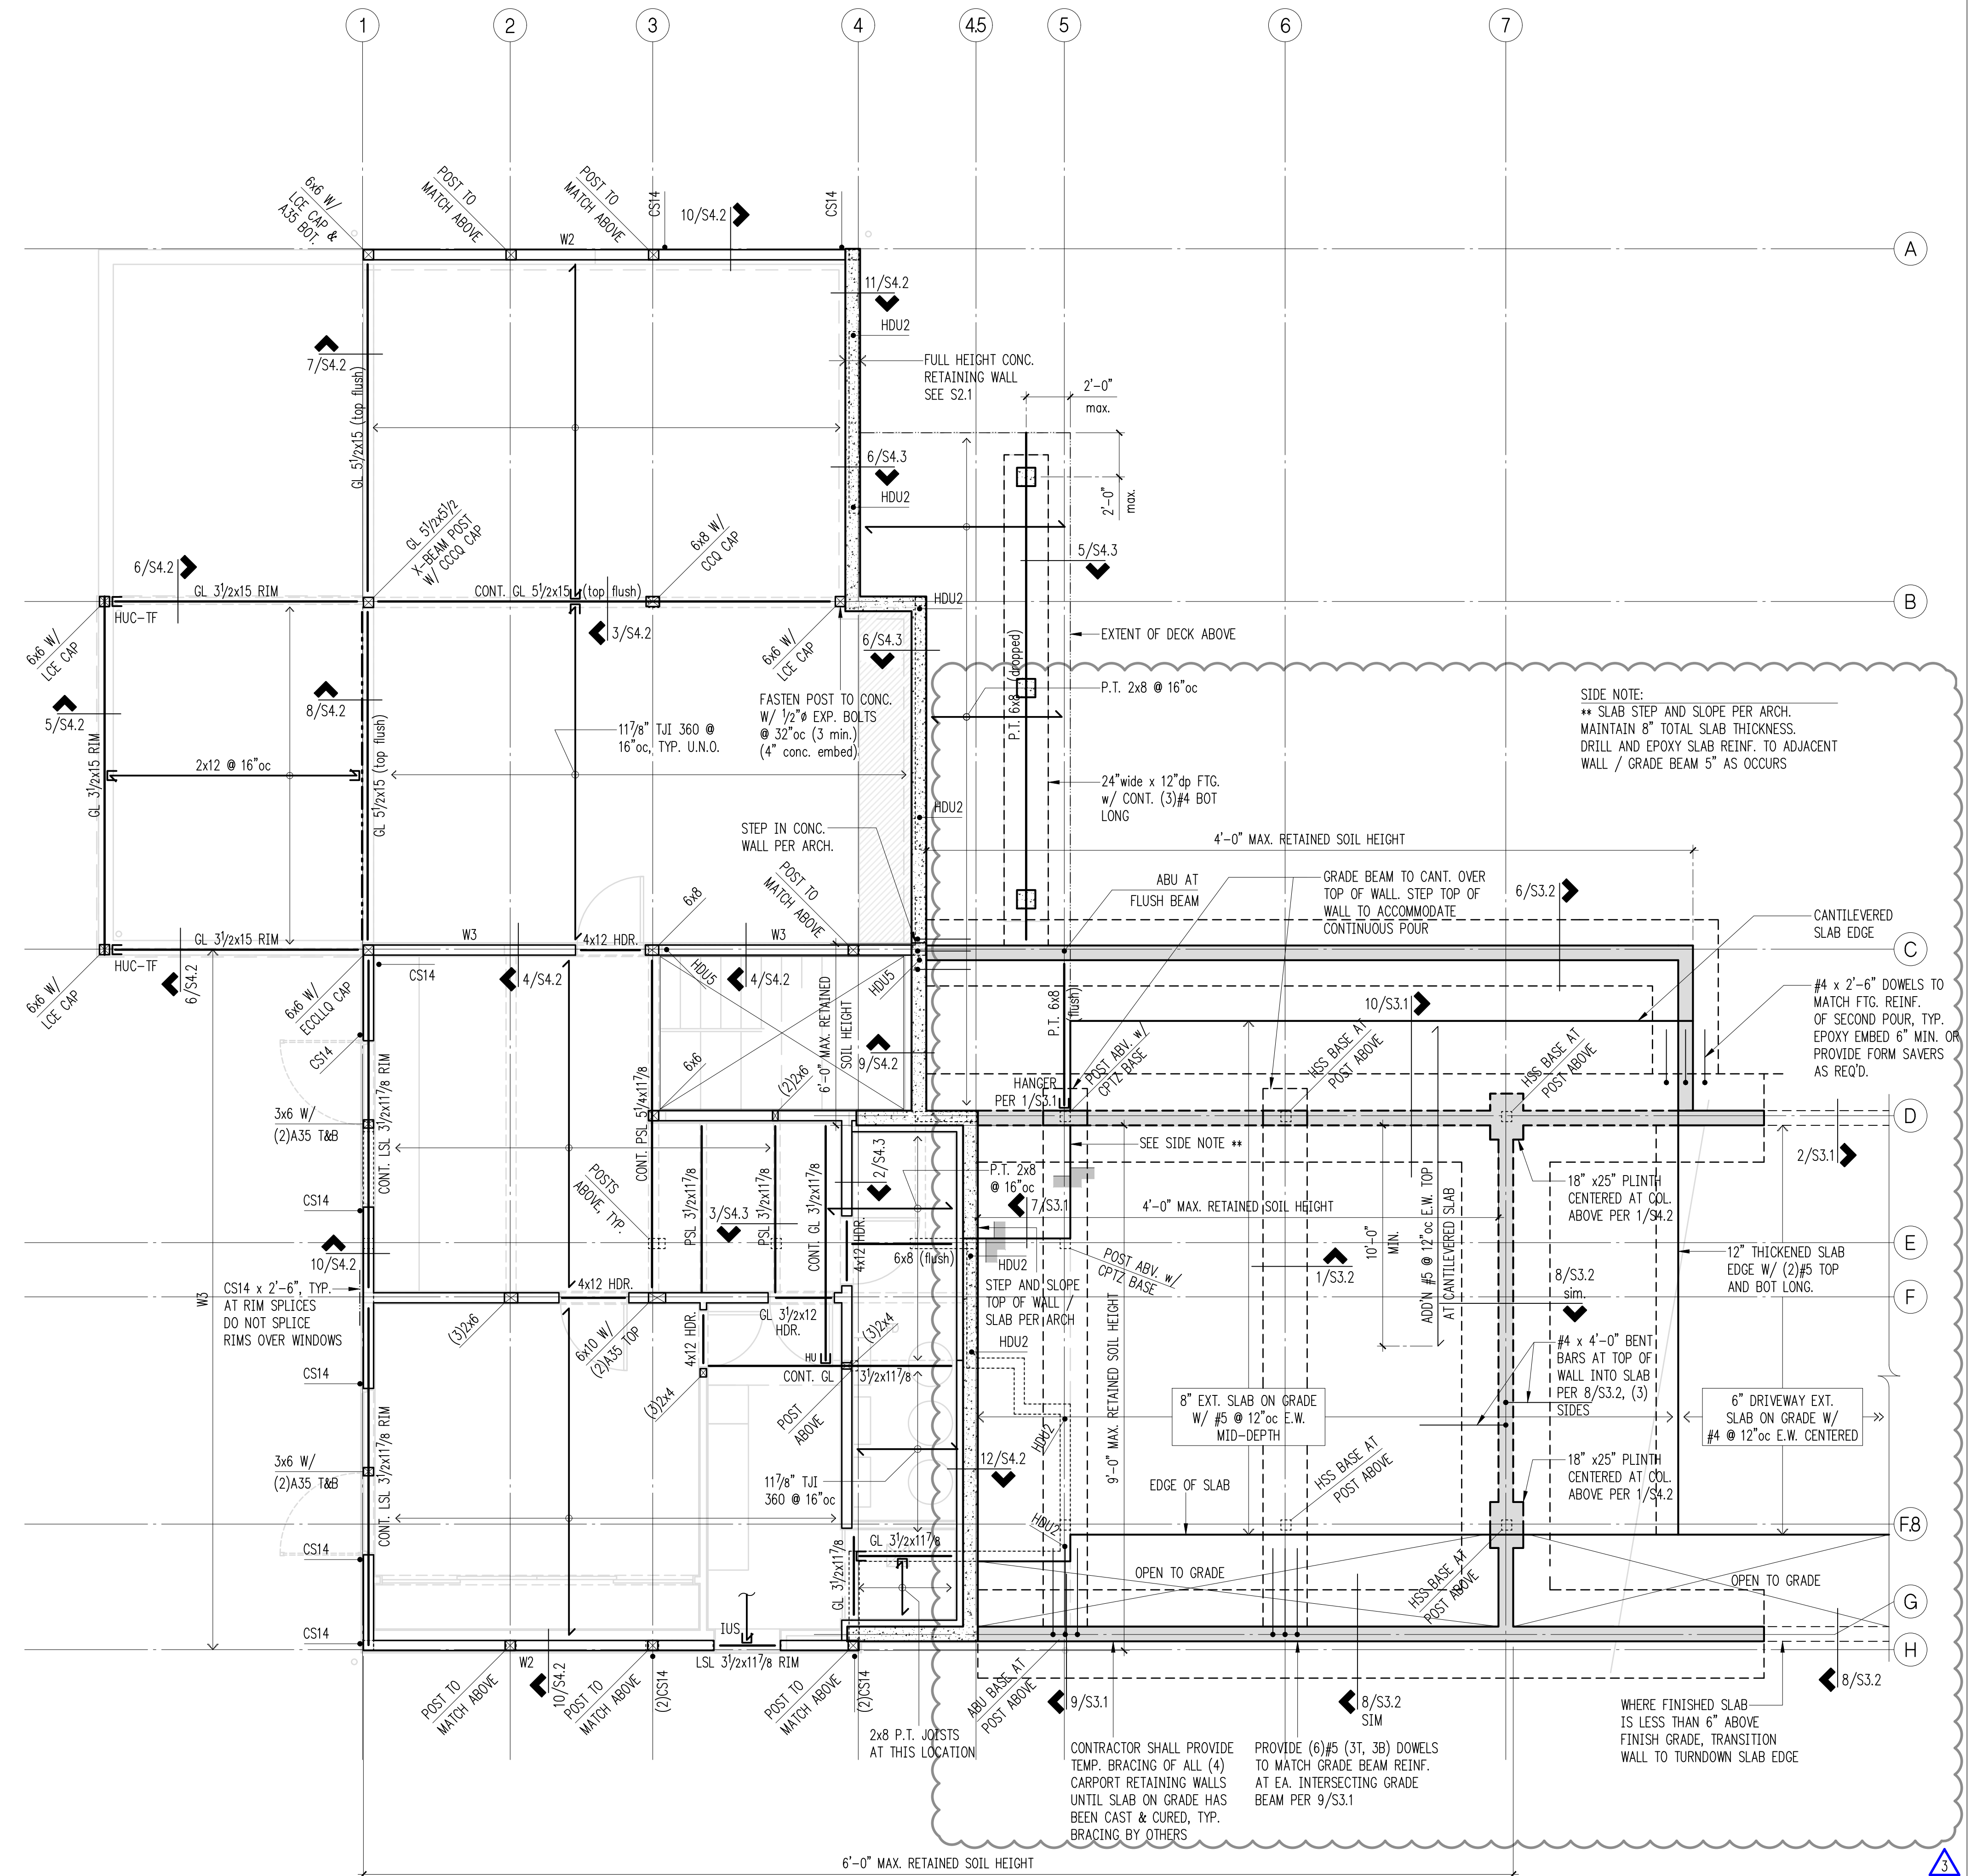 1
2
3
4
4.5
5
6
7
6x6 W/
LCE CAP &
A35 BOT.
POST TO
MATCH ABOVE
POST TO
MATCH ABOVE
CS14
10/S4.2
CS14
W2
A
11/S4.2
HDU2
7/S4.2
GL 5 1/2x15 (top flush)
FULL HEIGHT CONC.
RETAINING WALL
SEE S2.1
2'-0"
max.
6/S4.3
HDU2
2'-0"
max.
GL 5 1/2x5 1/2
X-BEAM POST
W/ CCCQ CAP
6x8 W/
CCQ CAP
5/S4.3
6/S4.2
GL 3 1/2x15 RIM
CONT. GL 5 1/2x15 (top flush)
HUC-TF
HDU2
B
3/S4.2
6x6 W/
LCE CAP
6x6 W/
LCE CAP
6/S4.3
EXTENT OF DECK ABOVE
P.T. 6x8 (dropped)
5/S4.2
8/S4.2
FASTEN POST TO CONC.
W/ 1/2"ø EXP. BOLTS
@ 32"oc (3 min.)
(4" conc. embed)
P.T. 2x8 @ 16"oc
SIDE NOTE:
** SLAB STEP AND SLOPE PER ARCH.
MAINTAIN 8" TOTAL SLAB THICKNESS.
DRILL AND EPOXY SLAB REINF. TO ADJACENT
WALL / GRADE BEAM 5" AS OCCURS
11 7/8" TJI 360 @
16"oc, TYP. U.N.O.
GL 3 1/2x15 RIM
2x12 @ 16"oc
GL 5 1/2x15 (top flush)
24"wide x 12"dp FTG.
w/ CONT. (3)#4 BOT
LONG
HDU2
STEP IN CONC.
WALL PER ARCH.
4'-0" MAX. RETAINED SOIL HEIGHT
POST TO
MATCH ABOVE
6x8
ABU AT
FLUSH BEAM
GRADE BEAM TO CANT. OVER
TOP OF WALL. STEP TOP OF
WALL TO ACCOMMODATE
CONTINUOUS POUR
6/S3.2
CANTILEVERED
SLAB EDGE
GL 3 1/2x15 RIM
W3
4x12 HDR.
W3
C
HUC-TF
6x6 W/
LCE CAP
6/S4.2
6x6 W/
ECCLLQ CAP
CS14
4/S4.2
HDU5
4/S4.2
HDU5
6'-0" MAX. RETAINED
SOIL HEIGHT
P.T. 6x8
(flush)
#4 x 2'-6" DOWELS TO
MATCH FTG. REINF.
OF SECOND POUR, TYP.
EPOXY EMBED 6" MIN. OR
PROVIDE FORM SAVERS
AS REQ'D.
10/S3.1
CS14
9/S4.2
6x6
(2)2x6
POST ABV. w/
CPTZ BASE
HSS BASE AT
POST ABOVE
HSS BASE AT
POST ABOVE
HANGER
PER 1/S3.1
3x6 W/
(2)A35 T&B
CONT. LSL 3 1/2x11 7/8 RIM
CONT. PSL 5 1/4x11 7/8
D
SEE SIDE NOTE **
2/S3.1
2/S4.3
P.T. 2x8
@ 16"oc
7/S3.1
18" x25" PLINTH
CENTERED AT COL.
ABOVE PER 1/S4.2
CS14
POSTS
ABOVE, TYP.
PSL 3 1/2x11 7/8
3/S4.3
PSL 3 1/2x11 7/8
CONT. GL 3 1/2x11 7/8
4x12 HDR.
4'-0" MAX. RETAINED SOIL HEIGHT
ADD'N #5 @ 12"oc E.W. TOP
AT CANTILEVERED SLAB
10'-0"
MIN.
E
10/S4.2
6x8 (flush)
HDU2
POST ABV. w/
CPTZ BASE
1/S3.2
12" THICKENED SLAB
EDGE W/ (2)#5 TOP
AND BOT LONG.
8/S3.2
sim.
CS14 x 2'-6", TYP.
AT RIM SPLICES
DO NOT SPLICE
RIMS OVER WINDOWS
W3
4x12 HDR.
STEP AND SLOPE
TOP OF WALL /
SLAB PER ARCH
F
GL 3 1/2x12
HDR.
(3)2x6
6x10 W/
(2)A35 TOP
4x12 HDR.
(3)2x4
HDU2
#4 x 4'-0" BENT
BARS AT TOP OF
WALL INTO SLAB
PER 8/S3.2, (3)
SIDES
HU
CONT. GL 3 1/2x11 7/8
CS14
(3)2x4
POST
ABOVE
HDU2
9'-0" MAX. RETAINED SOIL HEIGHT
8" EXT. SLAB ON GRADE
W/ #5 @ 12"oc E.W.
MID-DEPTH
6" DRIVEWAY EXT.
SLAB ON GRADE W/
#4 @ 12"oc E.W. CENTERED
3x6 W/
(2)A35 T&B
CONT. LSL 3 1/2x11 7/8 RIM
11 7/8" TJI
360 @ 16"oc
12/S4.2
EDGE OF SLAB
HSS BASE AT
POST ABOVE
18" x25" PLINTH
CENTERED AT COL.
ABOVE PER 1/S4.2
HDU2
F.8
CS14
GL 3 1/2x11 7/8
GL 3 1/2x11 7/8
OPEN TO GRADE
HSS BASE AT
POST ABOVE
OPEN TO GRADE
G
CS14
IUS
W2
LSL 3 1/2x11 7/8 RIM
H
10/S4.2
POST TO
MATCH ABOVE
POST TO
MATCH ABOVE
(2)CS14
POST TO
MATCH ABOVE
(2)CS14
ABU BASE AT
POST ABOVE
9/S3.1
8/S3.2
SIM
8/S3.2
2x8 P.T. JOISTS
AT THIS LOCATION
WHERE FINISHED SLAB
IS LESS THAN 6" ABOVE
FINISH GRADE, TRANSITION
WALL TO TURNDOWN SLAB EDGE
CONTRACTOR SHALL PROVIDE
TEMP. BRACING OF ALL (4)
CARPORT RETAINING WALLS
UNTIL SLAB ON GRADE HAS
BEEN CAST & CURED, TYP.
BRACING BY OTHERS
PROVIDE (6)#5 (3T, 3B) DOWELS
TO MATCH GRADE BEAM REINF.
AT EA. INTERSECTING GRADE
BEAM PER 9/S3.1
6'-0" MAX. RETAINED SOIL HEIGHT
3